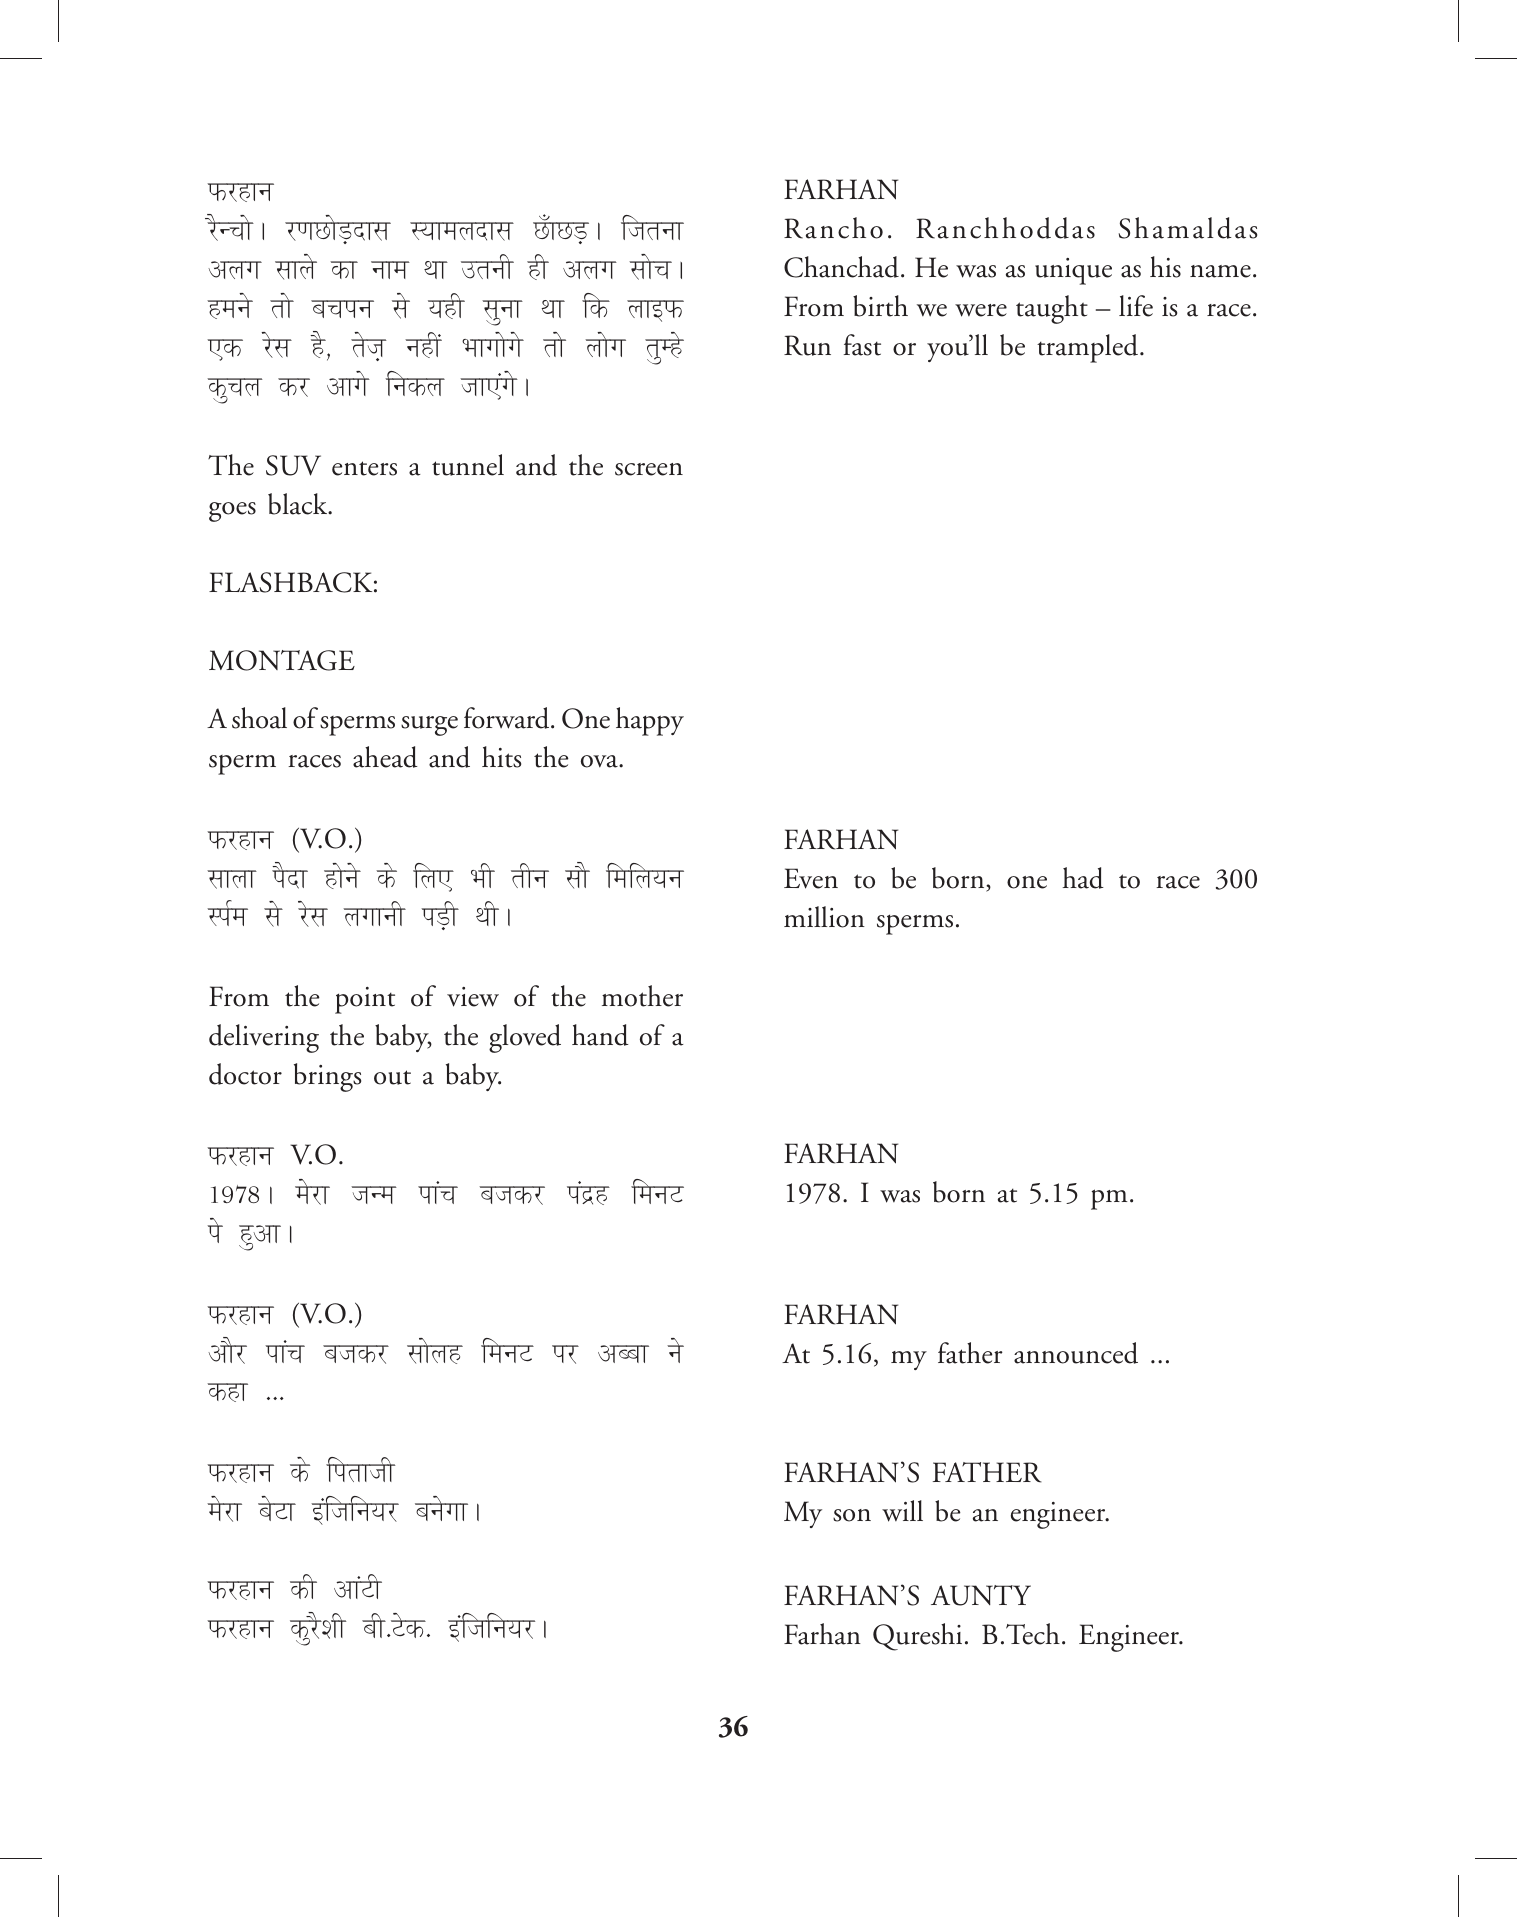 फरहान
रैन्चो। रणछोड़दास स्यामलदास छाँछड़। जितना
अलग साले का नाम था उतनी ही अलग सोच।
हमने तो बचपन से यही सुना था कि लाइफ
एक रेस है, तेज़ नहीं भागोगे तो लोग तुम्हे
कुचल कर आगे निकल जाएंगे।
The SUV enters a tunnel and the screen
goes black.
FLASHBACK:
MONTAGE
A shoal of sperms surge forward. One happy
sperm races ahead and hits the ova.
फरहान (V.O.)
साला पैदा होने के लिए भी तीन सौ मिलियन
र्स्पम से रेस लगानी पड़ी थी।
From the point of view of the mother
delivering the baby, the gloved hand of a
doctor brings out a baby.
फरहान V.O.
1978। मेरा जन्म पांच बजकर पंद्रह मिनट
पे हुआ।
फरहान (V.O.)
और पांच बजकर सोलह मिनट पर अब्बा ने
कहा ...
फरहान के पिताजी
मेरा बेटा इंजिनियर बनेगा।
फरहान की आंटी
फरहान कुरैशी बी.टेक. इंजिनियर।
FARHAN
Rancho. Ranchhoddas Shamaldas
Chanchad. He was as unique as his name.
From birth we were taught – life is a race.
Run fast or you’ll be trampled.
FARHAN
Even to be born, one had to race 300
million sperms.
FARHAN
1978. I was born at 5.15 pm.
FARHAN
At 5.16, my father announced ...
FARHAN’S FATHER
My son will be an engineer.
FARHAN’S AUNTY
Farhan Qureshi. B.Tech. Engineer.
36